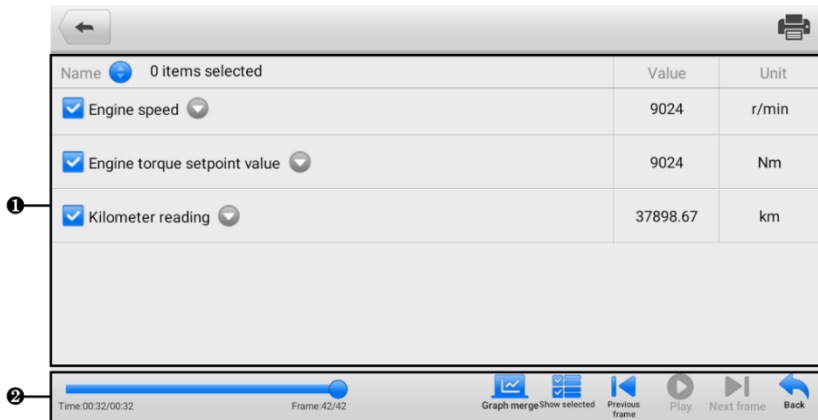 Name 0 items selected Value Unit
Engine speed 9024 r/min
Engine torque setpoint value 9024 Nm
❶
Kilometer reading 37898.67 km
❷
Time:00:32/00:32 Frame:42/42
Graph merge Show selected Previous frame Play Next frame Back